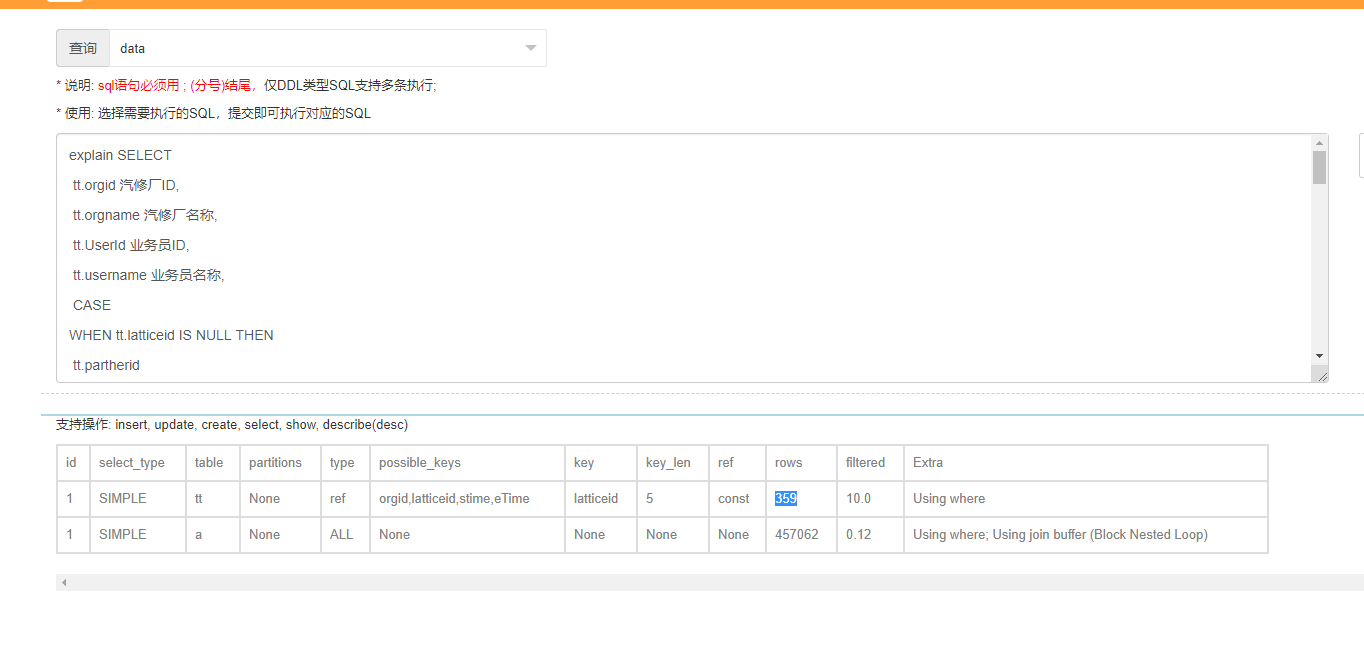 查询 data
* 说明: sql语句必须用 ; (分号)结尾，仅DDL类型SQL支持多条执行;
* 使用: 选择需要执行的SQL，提交即可执行对应的SQL
explain SELECT
tt.orgid 汽修厂ID,
tt.orgname 汽修厂名称,
tt.UserId 业务员ID,
tt.username 业务员名称,
CASE
WHEN tt.latticeid IS NULL THEN
tt.partherid
支持操作: insert, update, create, select, show, describe(desc)
id select_type table partitions type possible_keys key key_len ref rows filtered Extra
1 SIMPLE tt None ref orgid,latticeid,stime,eTime latticeid 5 const 359 10.0 Using where
1 SIMPLE a None ALL None None None None 457062 0.12 Using where; Using join buffer (Block Nested Loop)